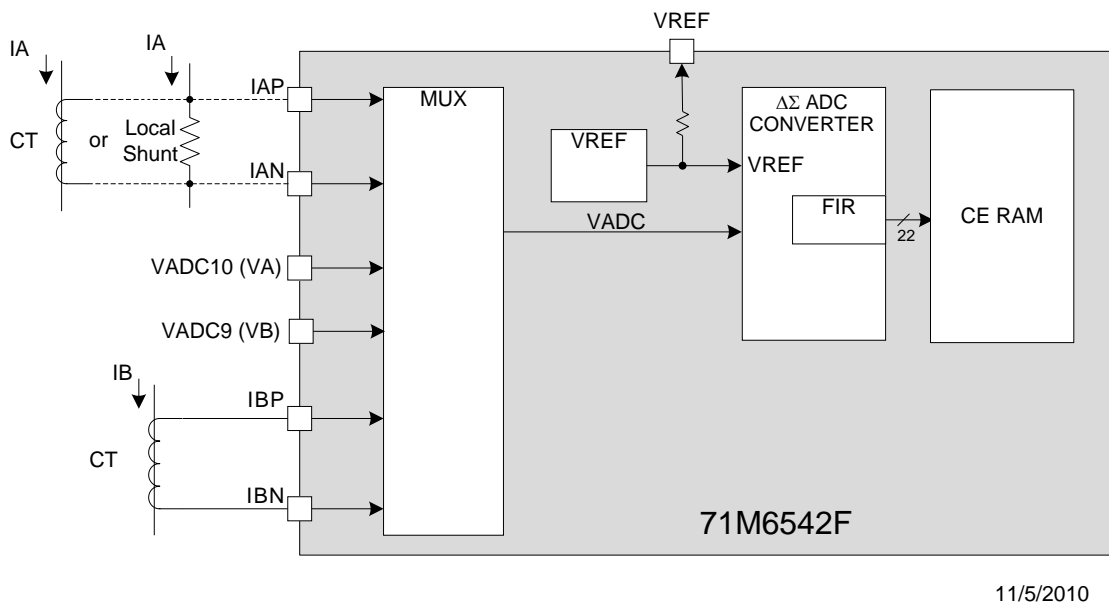 VREF
IA
IA
IAP
CT
or
Local
Shunt
IAN
MUX
VREF
ΔΣ ADC
CONVERTER
VREF
FIR
22
CE RAM
VADC
VADC10 (VA)
VADC9 (VB)
IB
IBP
CT
IBN
71M6542F
11/5/2010